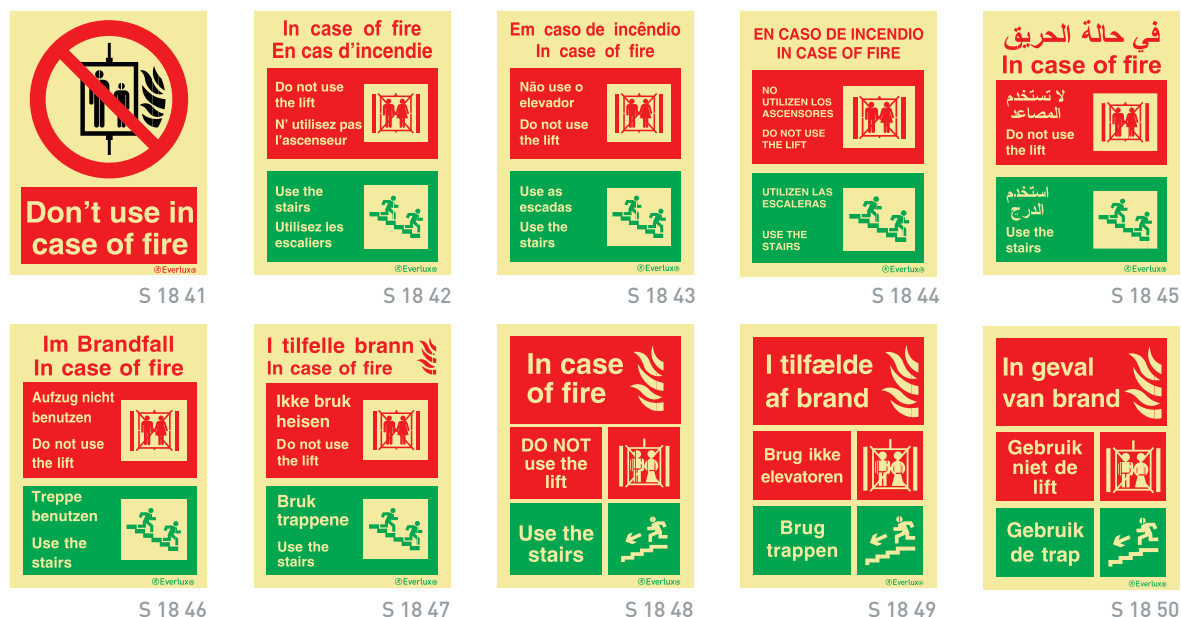 Don't use in
case of fire
Everlux®
S 18 41
In case of fire
En cas d'incendie
Do not use
the lift
N' utilisez pas
l'ascenseur
Use the
stairs
Utilisez les
escaliers
Everlux®
S 18 42
Em caso de incêndio
In case of fire
Não use o
elevador
Do not use
the lift
Use as
escadas
Use the
stairs
Everlux®
S 18 43
EN CASO DE INCENDIO
IN CASE OF FIRE
NO
UTILIZEN LOS
ASCENSORES
DO NOT USE
THE LIFT
UTILIZEN LAS
ESCALERAS
USE THE
STAIRS
Everlux®
S 18 44
في حالة الحريق
In case of fire
لا تستخدم
المصاعد
Do not use
the lift
استخدم
الدرج
Use the
stairs
Everlux®
S 18 45
Im Brandfall
In case of fire
Aufzug nicht
benutzen
Do not use
the lift
Treppe
benutzen
Use the
stairs
Everlux®
S 18 46
I tilfelle brann
In case of fire
Ikke bruk
heisen
Do not use
the lift
Bruk
trappene
Use the
stairs
Everlux®
S 18 47
In case
of fire
DO NOT
use the
lift
Use the
stairs
Everlux®
S 18 48
I tilfælde
af brand
Brug ikke
elevatoren
Brug
trappen
Everlux®
S 18 49
In geval
van brand
Gebruik
niet de
lift
Gebruik
de trap
Everlux®
S 18 50